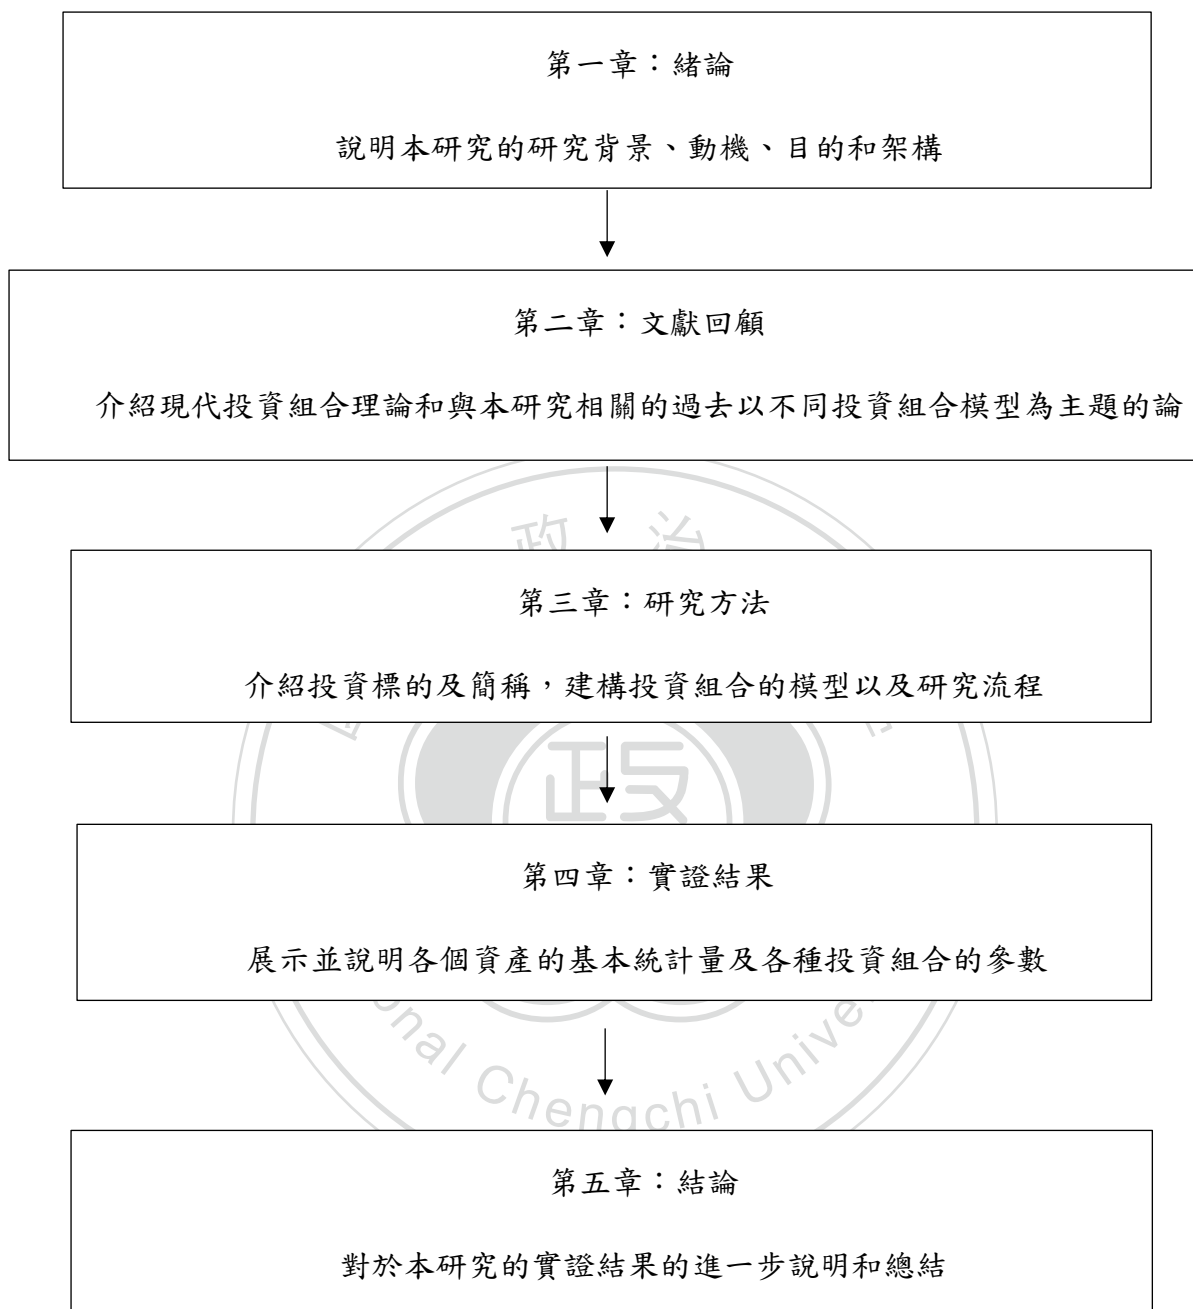 第一章：緒論
說明本研究的研究背景、動機、目的和架構
第二章：文獻回顧
介紹現代投資組合理論和與本研究相關的過去以不同投資組合模型為主題的論
政 治
第三章：研究方法
介紹投資標的及簡稱，建構投資組合的模型以及研究流程
政
第四章：實證結果
展示並說明各個資產的基本統計量及各種投資組合的參數
onal Chengchi Unive
第五章：結論
對於本研究的實證結果的進一步說明和總結